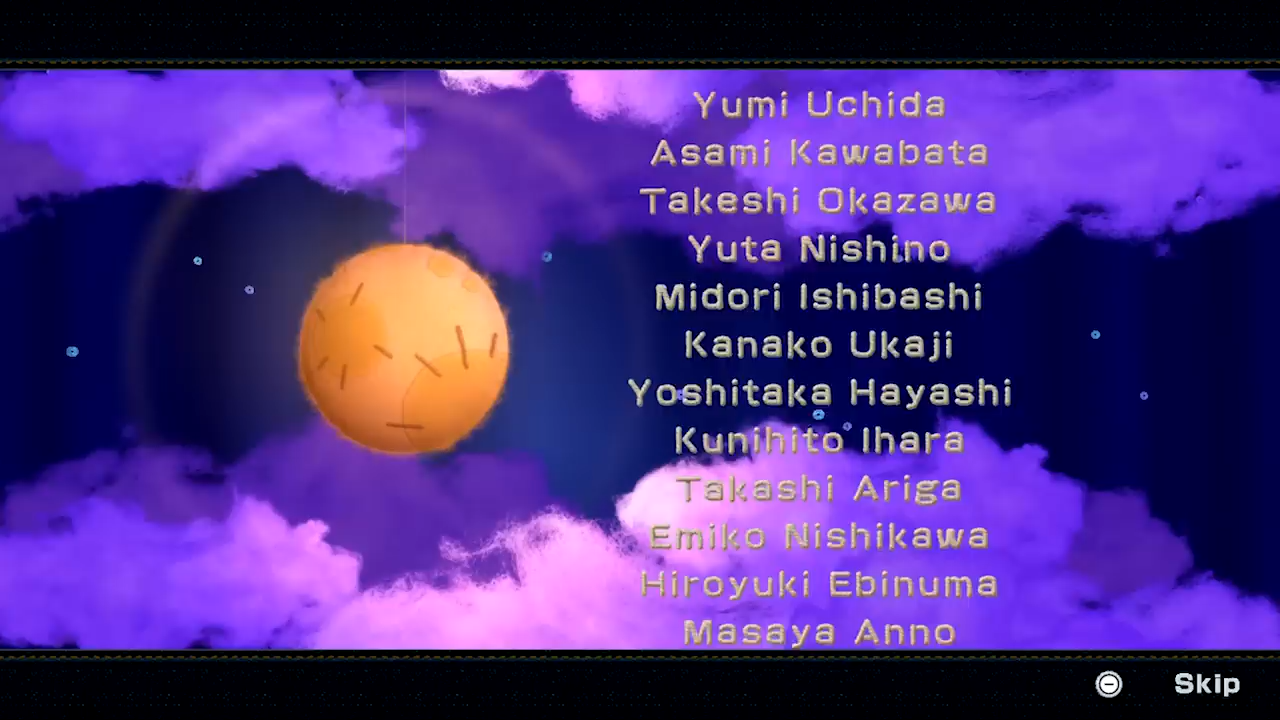 Yumi Uchida
Asami Kawabata
Takeshi Okazawa
Yuta Nishino
Midori Ishibashi
Kanako Ukaji
Yoshitaka Hayashi
Kunihito Ihara
Takashi Ariga
Emiko Nishikawa
Hiroyuki Ebinuma
Masaya Anno
Skip